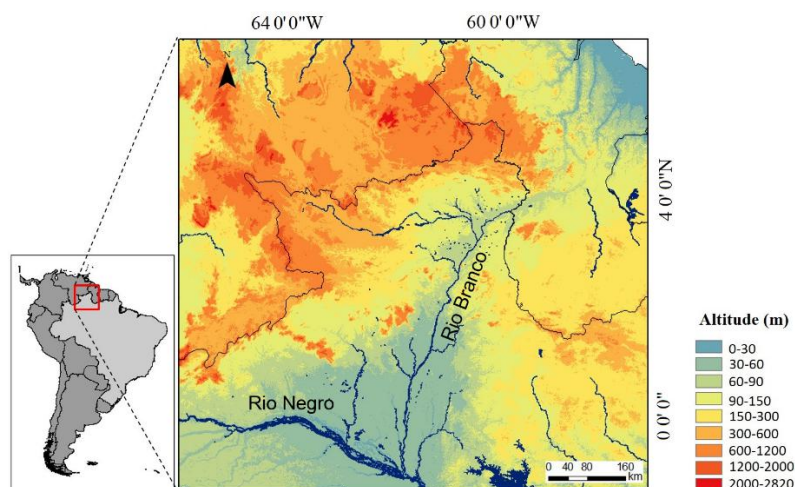 64 0'0"W
60 0'0"W
N
4 0'0"N
Rio Branco
Rio Negro
0 0'0"
0 40 80 160
km
Altitude (m)
0-30
30-60
60-90
90-150
150-300
300-600
600-1200
1200-2000
2000-2820